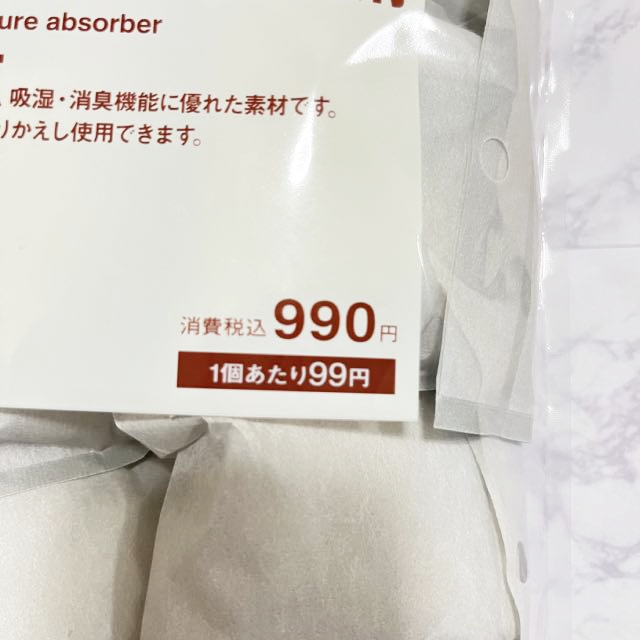 ure absorber
吸湿・消臭機能に優れた素材です。
りかえし使用できます。
消費税込990円
1個あたり99円